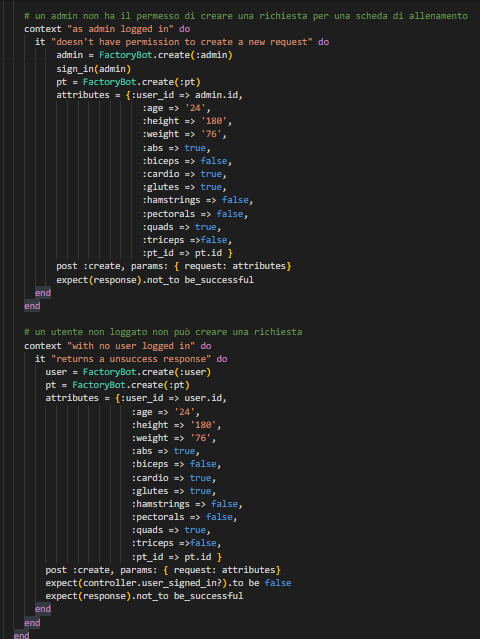 # un admin non ha il permesso di creare una richiesta per una scheda di allenamento
context "as admin logged in" do
it "doesn't have permission to create a new request" do
admin = FactoryBot.create(:admin)
sign_in(admin)
pt = FactoryBot.create(:pt)
attributes = {:user_id => admin.id,
:age => '24',
:height => '180',
:weight => '76',
:abs => true,
:biceps => false,
:cardio => true,
:glutes => true,
:hamstrings => false,
:pectorals => false,
:quads => true,
:triceps =>false,
:pt_id => pt.id }
post :create, params: { request: attributes}
expect(response).not_to be_successful
end
end
# un utente non loggato non può creare una richiesta
context "with no user logged in" do
it "returns a unsuccess response" do
user = FactoryBot.create(:user)
pt = FactoryBot.create(:pt)
attributes = {:user_id => user.id,
:age => '24',
:height => '180',
:weight => '76',
:abs => true,
:biceps => false,
:cardio => true,
:glutes => true,
:hamstrings => false,
:pectorals => false,
:quads => true,
:triceps =>false,
:pt_id => pt.id }
post :create, params: { request: attributes}
expect(controller.user_signed_in?).to be false
expect(response).not_to be_successful
end
end
end